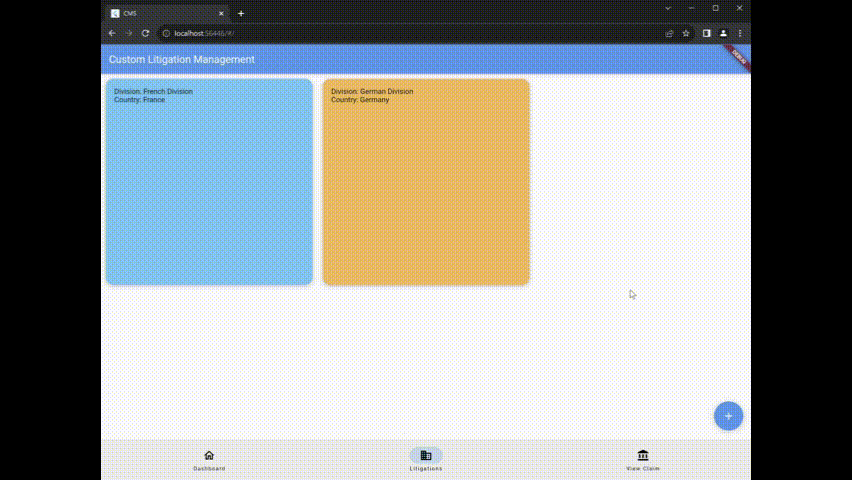 CMS
localhost:56446/#/
Custom Litigation Management
DEBUG
Division: French Division
Country: France
Division: German Division
Country: Germany
Dashboard
Litigations
View Claim